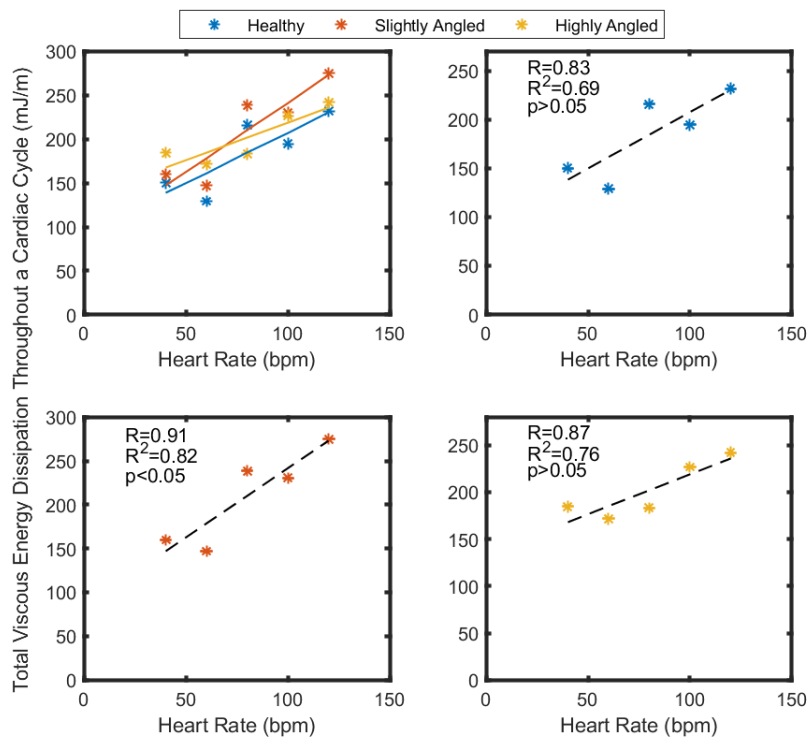 Healthy Slightly Angled Highly Angled
Total Viscous Energy Dissipation Throughout a Cardiac Cycle (mJ/m)
300
250
200
150
100
50
0
0 50 100 150
Heart Rate (bpm)
R=0.83
R²=0.69
p>0.05
250
200
150
100
50
0
0 50 100 150
Heart Rate (bpm)
R=0.91
R²=0.82
p<0.05
300
250
200
150
100
50
0
0 50 100 150
Heart Rate (bpm)
R=0.87
R²=0.76
p>0.05
250
200
150
100
50
0
0 50 100 150
Heart Rate (bpm)